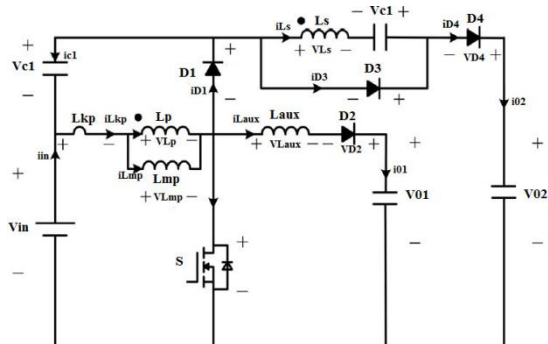 iLs
Ls
− Vc1 +
iD4
D4
+ VLs −
− VD4 +
+
ic1
Vc1
−
+
D1
iD1
−
iD3
D3
− +
i02
Lkp
iLkp
Lp
iLaux
Laux
D2
iin
+ −
+ VLp −
+ VLaux −
− VD2 +
iLmp
Lmp
+ VLmp −
i01
+
Vin
−
+
V01
−
+
V02
−
S
+
−